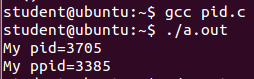 student@ubuntu:~$ gcc pid.c
student@ubuntu:~$ ./a.out
My pid=3705
My ppid=3385